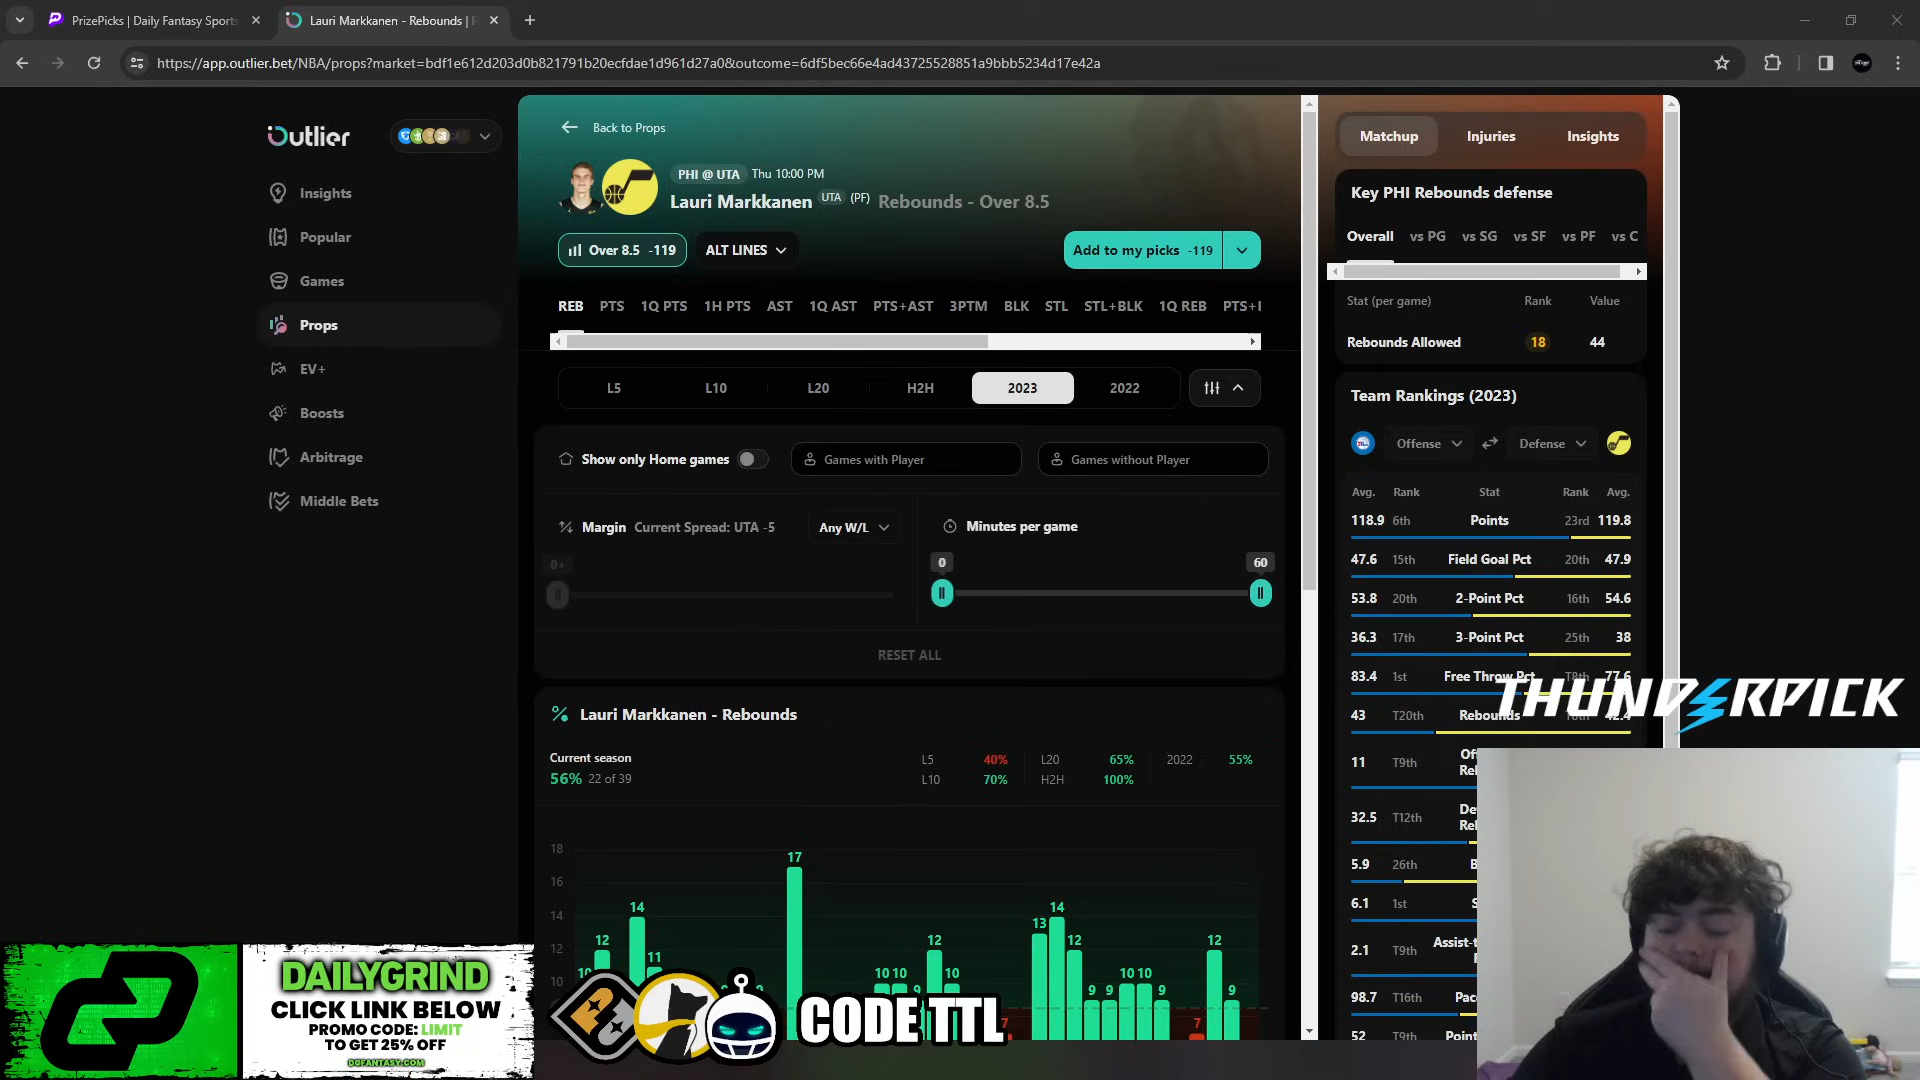 PrizePicks | Daily Fantasy Sports
Lauri Markkanen - Rebounds |
https://app.outlier.bet/NBA/props?market=bdf1e612d203d0b821791b20ecfdae1d961d27a0&outcome=6df5bec66e4ad43725528851a9bbb5234d17e42a
Outlier
Insights
Popular
Games
Props
EV+
Boosts
Arbitrage
Middle Bets
Back to Props
PHI @ UTA Thu 10:00 PM
Lauri Markkanen UTA (PF) Rebounds - Over 8.5
Over 8.5 -119
ALT LINES
Add to my picks -119
REB PTS 1Q PTS 1H PTS AST 1Q AST PTS+AST 3PTM BLK STL STL+BLK 1Q REB
L5 L10 L20 H2H 2023 2022
Show only Home games
Games with Player
Games without Player
Margin Current Spread: UTA -5
Any W/L
Minutes per game
0+
0
60
RESET ALL
Lauri Markkanen - Rebounds
Current season
56% 22 of 39
L5 40% L20 65% 2022 55%
L10 70% H2H 100%
18
16
14
12
10
12
14
11
17
10 10
12
10
13
14
12
9 9
10 10
9
7
12
9
Matchup
Injuries
Insights
Key PHI Rebounds defense
Overall vs PG vs SG vs SF vs PF vs C
Stat (per game) Rank Value
Rebounds Allowed 18 44
Team Rankings (2023)
Offense
Defense
Avg. Rank Stat Rank Avg.
118.9 6th Points 23rd 119.8
47.6 15th Field Goal Pct 20th 47.9
53.8 20th 2-Point Pct 16th 54.6
36.3 17th 3-Point Pct 25th 38
83.4 1st Free Throw Pct T8th 77.6
43 T20th Rebounds 42.4
11 T9th
32.5 T12th
5.9 26th
6.1 1st
2.1 T9th Assist-t
98.7 T16th Pace
52 T9th Point
THUNDERPICK
DAILYGRIND
CLICK LINK BELOW
PROMO CODE: LIMIT
TO GET 25% OFF
DGFANTASY.COM
CODE TTL